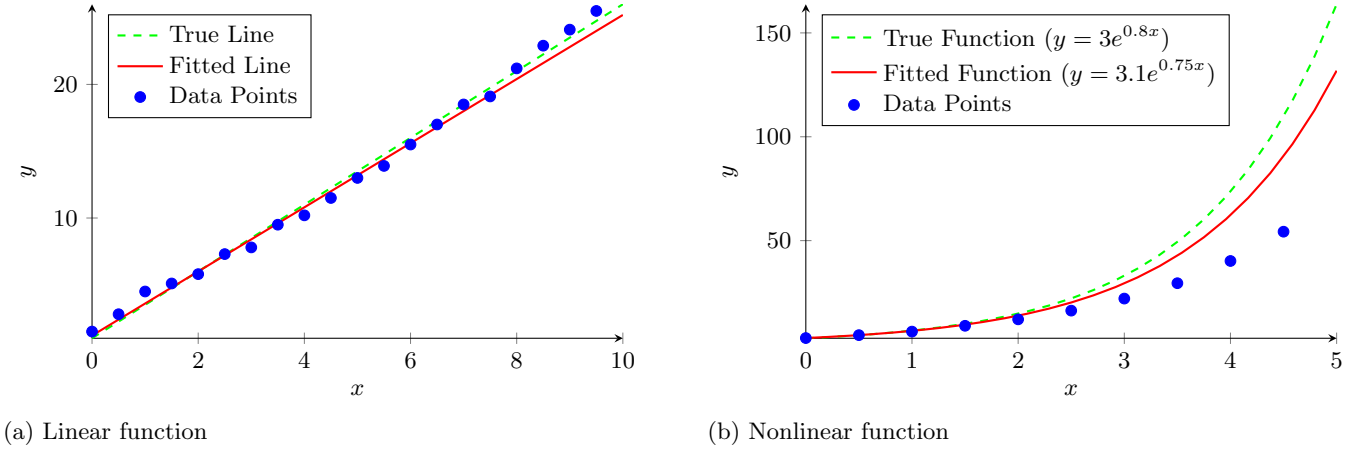 True Line
Fitted Line
Data Points
20
10
y
0 2 4 6 8 10
x
(a) Linear function
True Function (y = 3e^{0.8x})
Fitted Function (y = 3.1e^{0.75x})
Data Points
150
100
50
y
0 1 2 3 4 5
x
(b) Nonlinear function